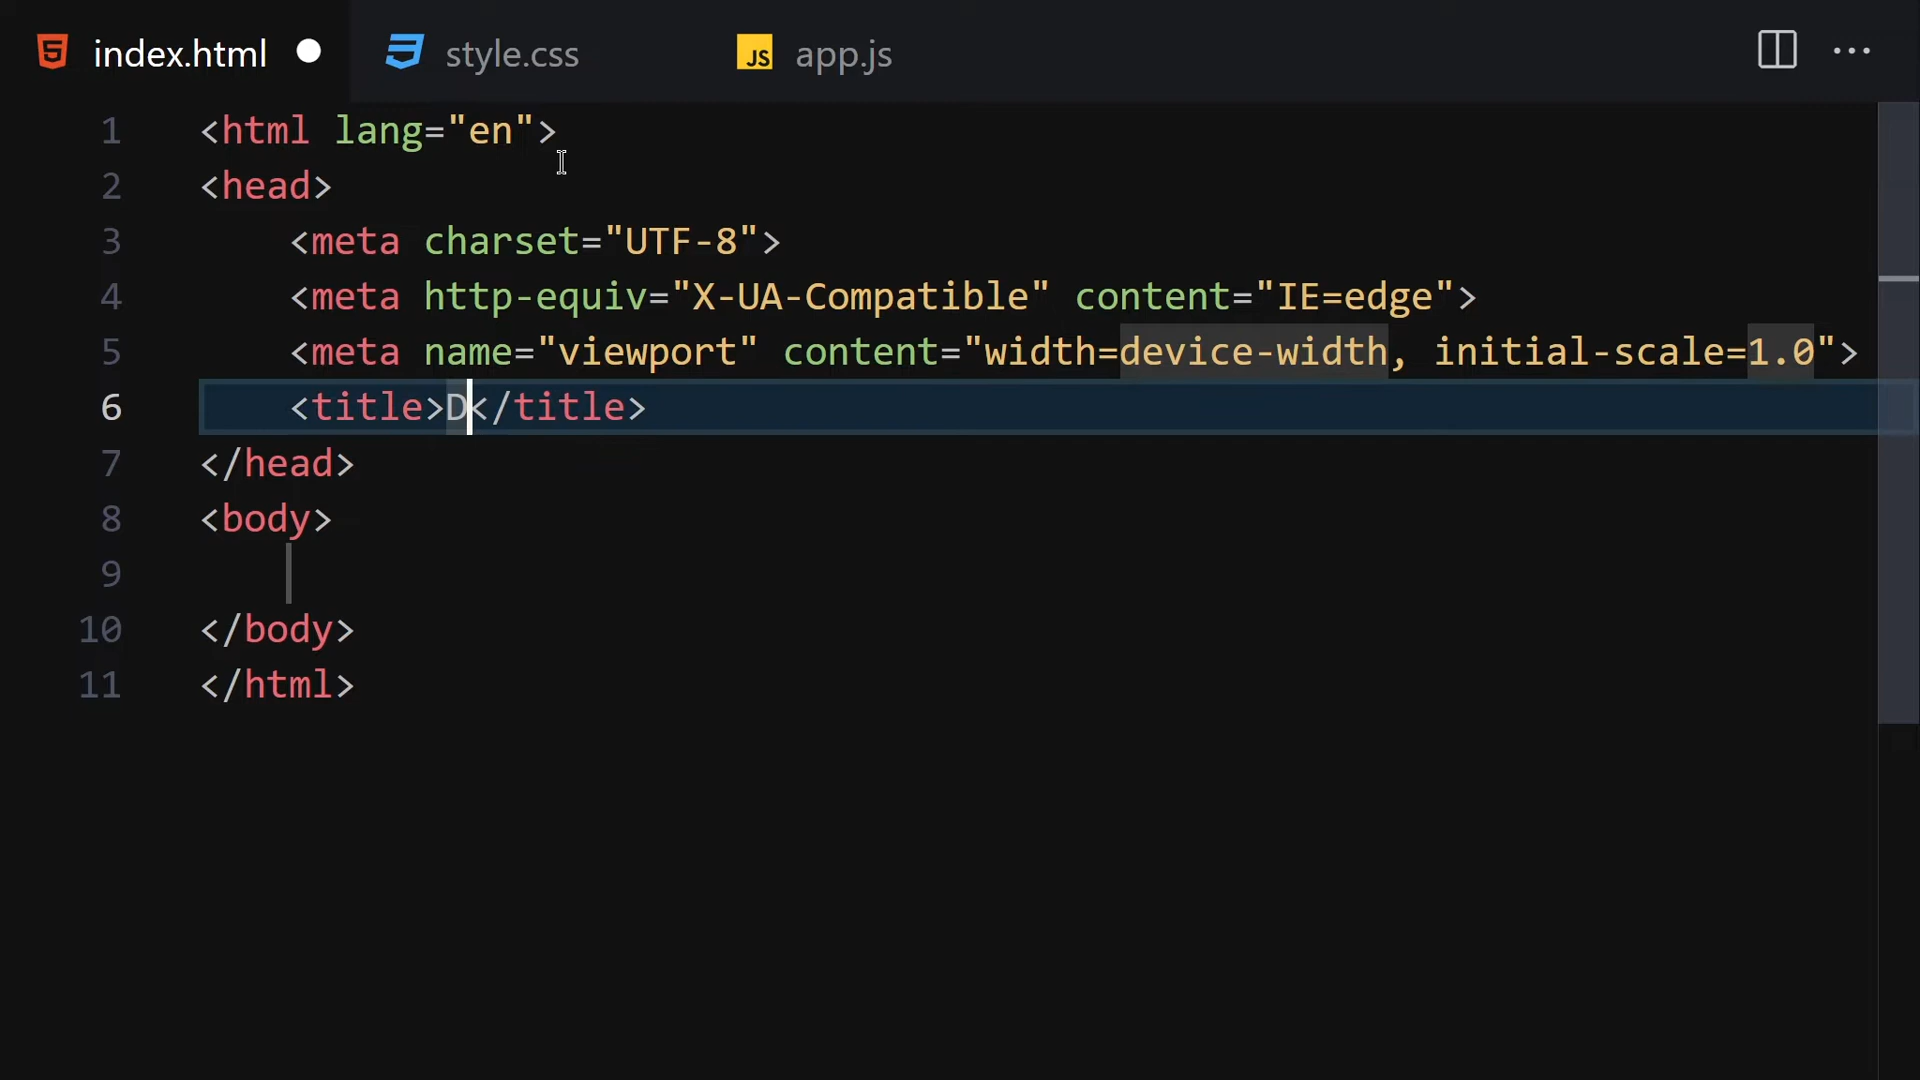 index.html style.css JS app.js
1 <html lang="en">
2 <head>
3     <meta charset="UTF-8">
4     <meta http-equiv="X-UA-Compatible" content="IE=edge">
5     <meta name="viewport" content="width=device-width, initial-scale=1.0">
6     <title>D</title>
7 </head>
8 <body>
9
10 </body>
11 </html>